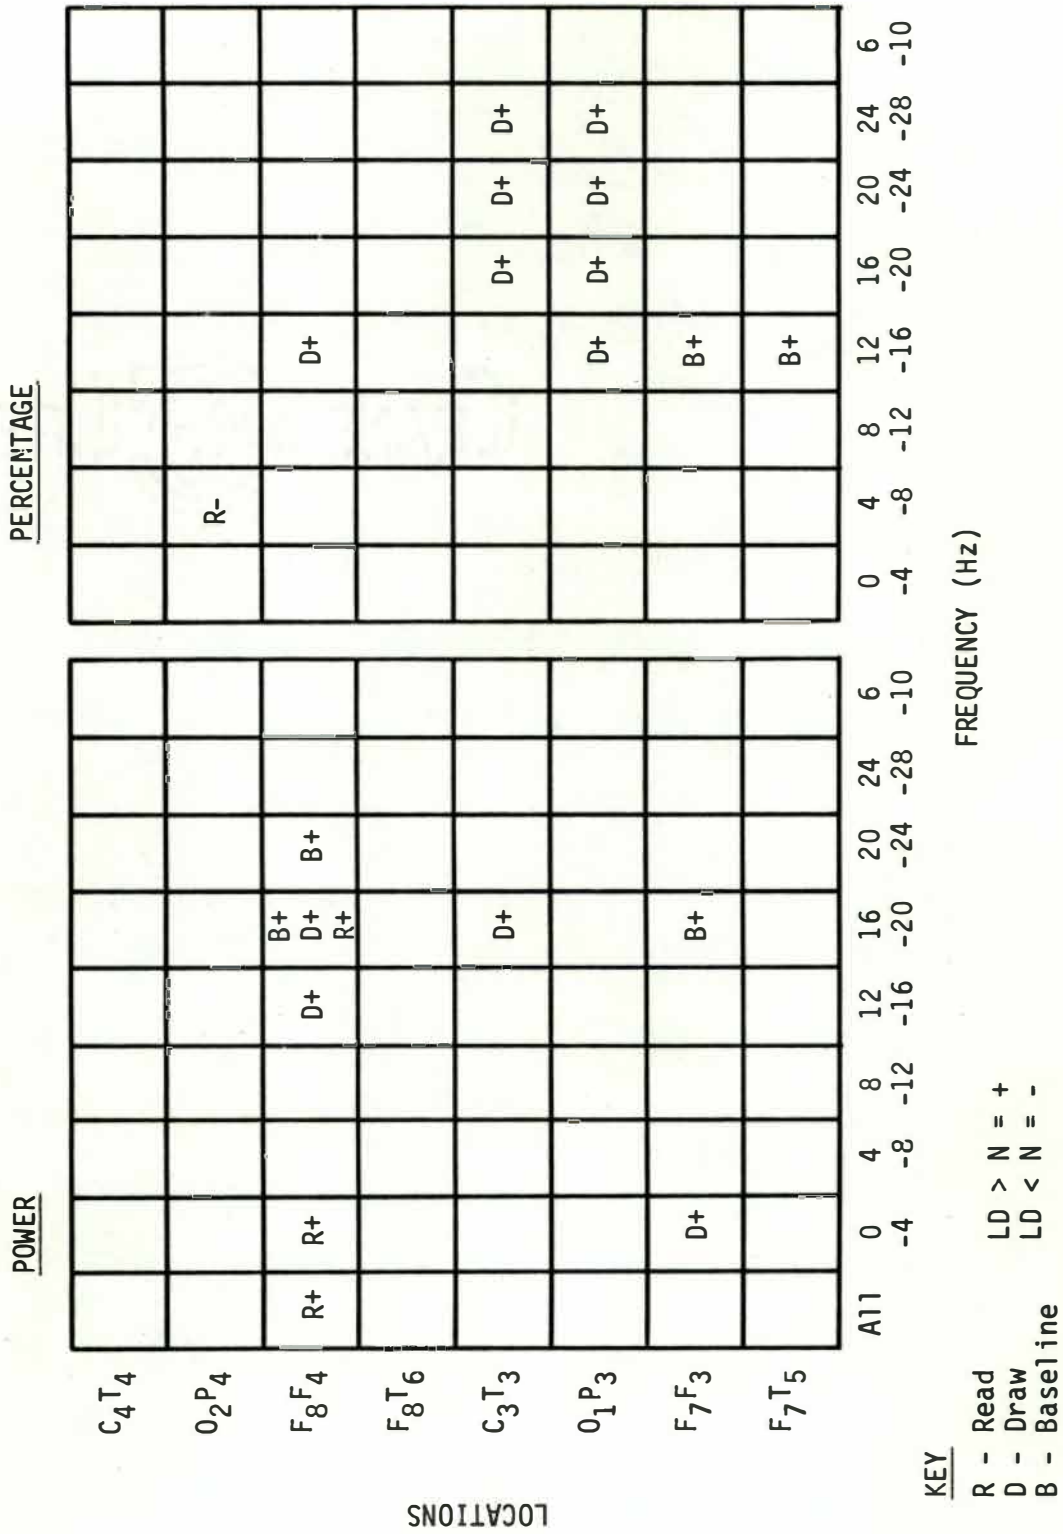 POWER
PERCENTAGE
LOCATIONS
C4T4
O2P4 R-
F8F4 R+ R+ D+ B+ D+ R+ B+ D+
F8T6
C3T3 D+ D+ D+ D+
O1P3 D+ D+ D+ D+
F7F3 D+ B+ B+
F7T5 B+
All 0 4 8 12 16 20 24 6 0 4 8 12 16 20 24 6
-4 -8 -12 -16 -20 -24 -28 -10 -4 -8 -12 -16 -20 -24 -28 -10
FREQUENCY (Hz)
KEY
R - Read LD > N = +
D - Draw LD < N = -
B - Baseline